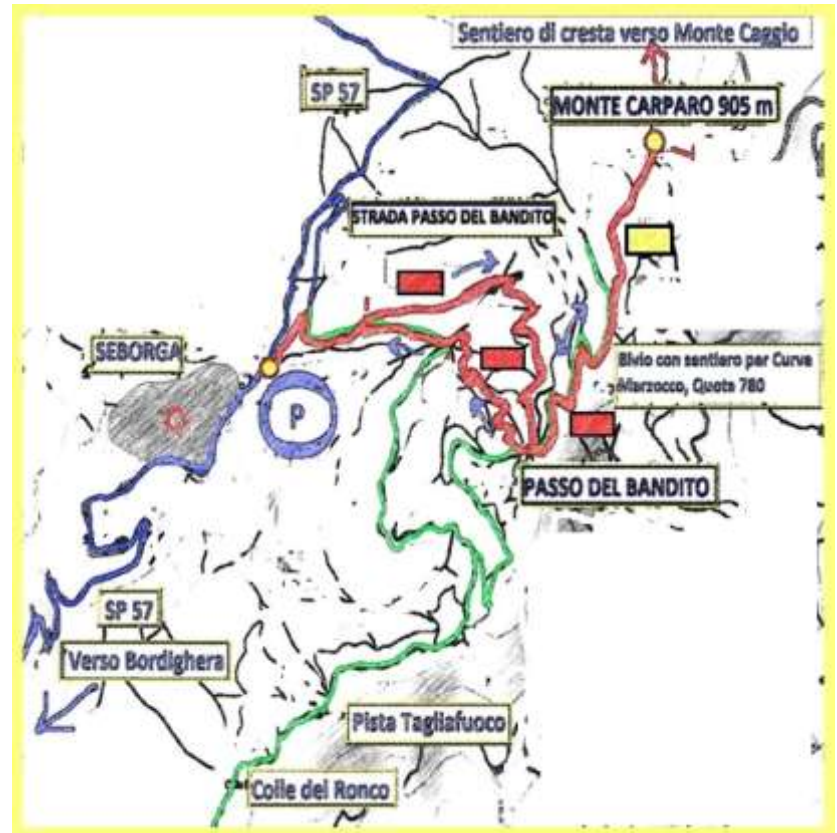 Sentiero di cresta verso Monte Caggio
SP 57
MONTE CARPARO 905 m
STRADA PASSO DEL BANDITO
SEBORGA
P
Bivio con sentiero per Curva
Marzocco, Quota 780
PASSO DEL BANDITO
SP 57
Verso Bordighera
Pista Tagliafuoco
Colle del Ronco